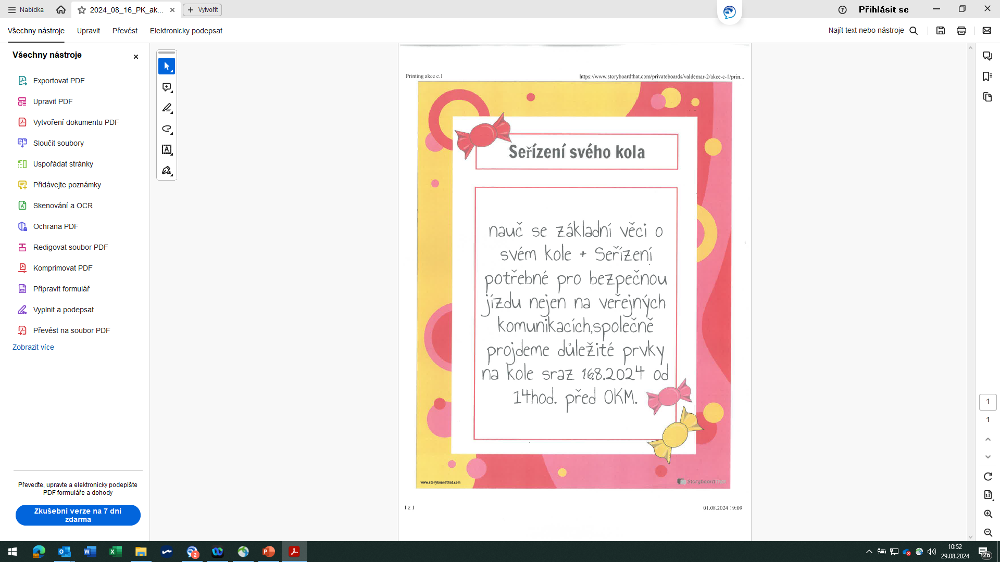 Nabídka
2024_08_16_PK_ak...
Vytvořit
Přihlásit se
Všechny nástroje
Upravit
Převést
Elektronicky podepsat
Najít text nebo nástroje
Všechny nástroje
Exportovat PDF
Upravit PDF
Vytvoření dokumentu PDF
Sloučit soubory
Uspořádat stránky
Přidávejte poznámky
Skenování a OCR
Ochrana PDF
Redigovat soubor PDF
Komprimovat PDF
Připravit formulář
Vyplnit a podepsat
Převést na soubor PDF
Zobrazit více
Převeďte, upravte a elektronicky podepište
PDF formuláře a dohody
Zkušební verze na 7 dní
zdarma
Printing akce c.1
https://www.storyboardthat.com/privateboards/valdemar-2/akce-c-1/prin...
Seřízení svého kola
nauč se základní věci o
svém kole + Seřízení
potřebné pro bezpečnou
jízdu nejen na veřejných
komunikacích,společně
projdeme důležité prvky
na kole sraz 16.8.2024 od
14hod. před OKM.
www.storyboardthat.com
StoryboardThat
1 z 1
01.08.2024 19:09
1
1
1:1
2
10:52
29.08.2024
26